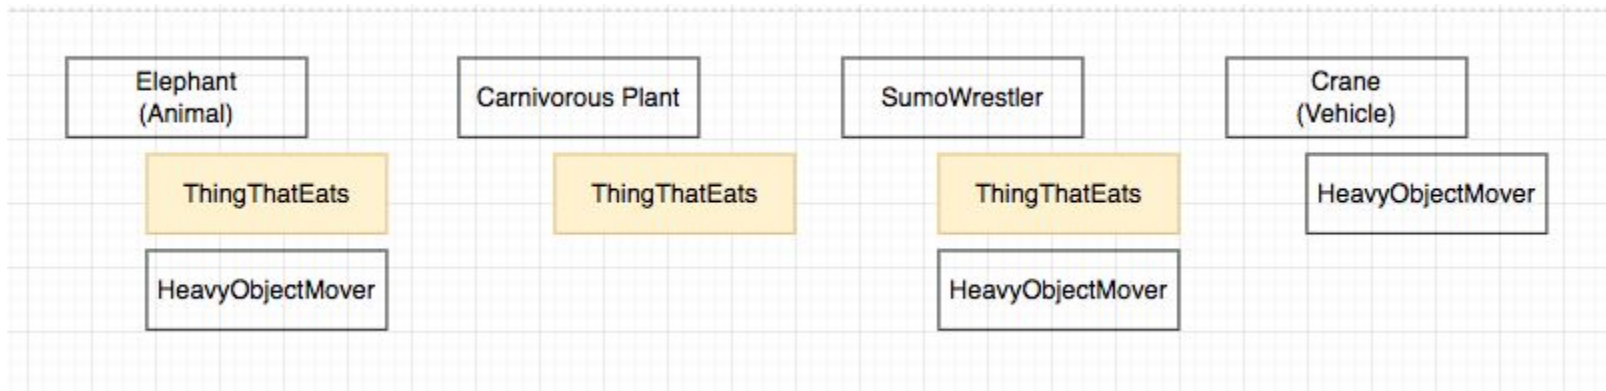 Elephant
(Animal)
Carnivorous Plant
SumoWrestler
Crane
(Vehicle)
ThingThatEats
ThingThatEats
ThingThatEats
HeavyObjectMover
HeavyObjectMover
HeavyObjectMover